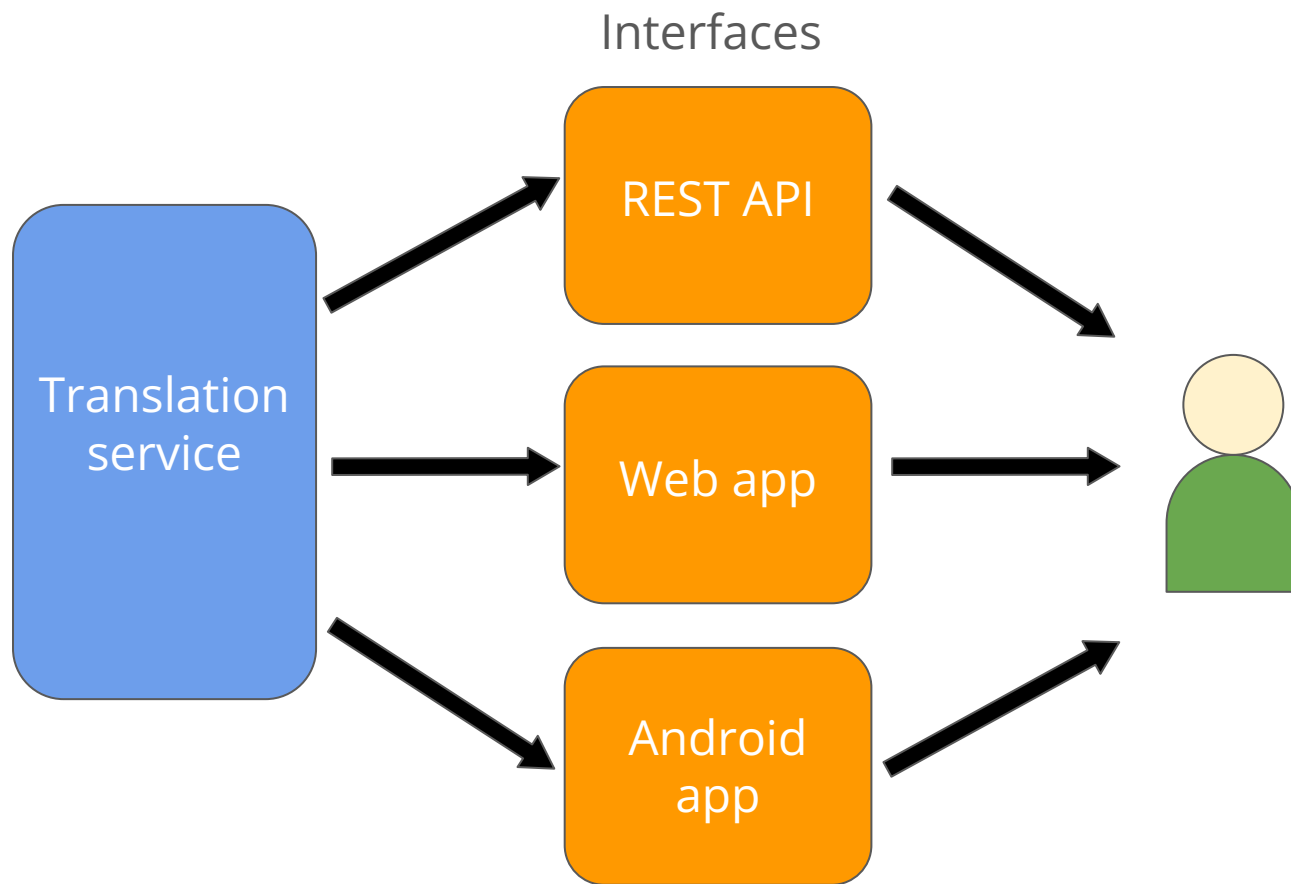 Interfaces
REST API
Translation
service
Web app
Android
app